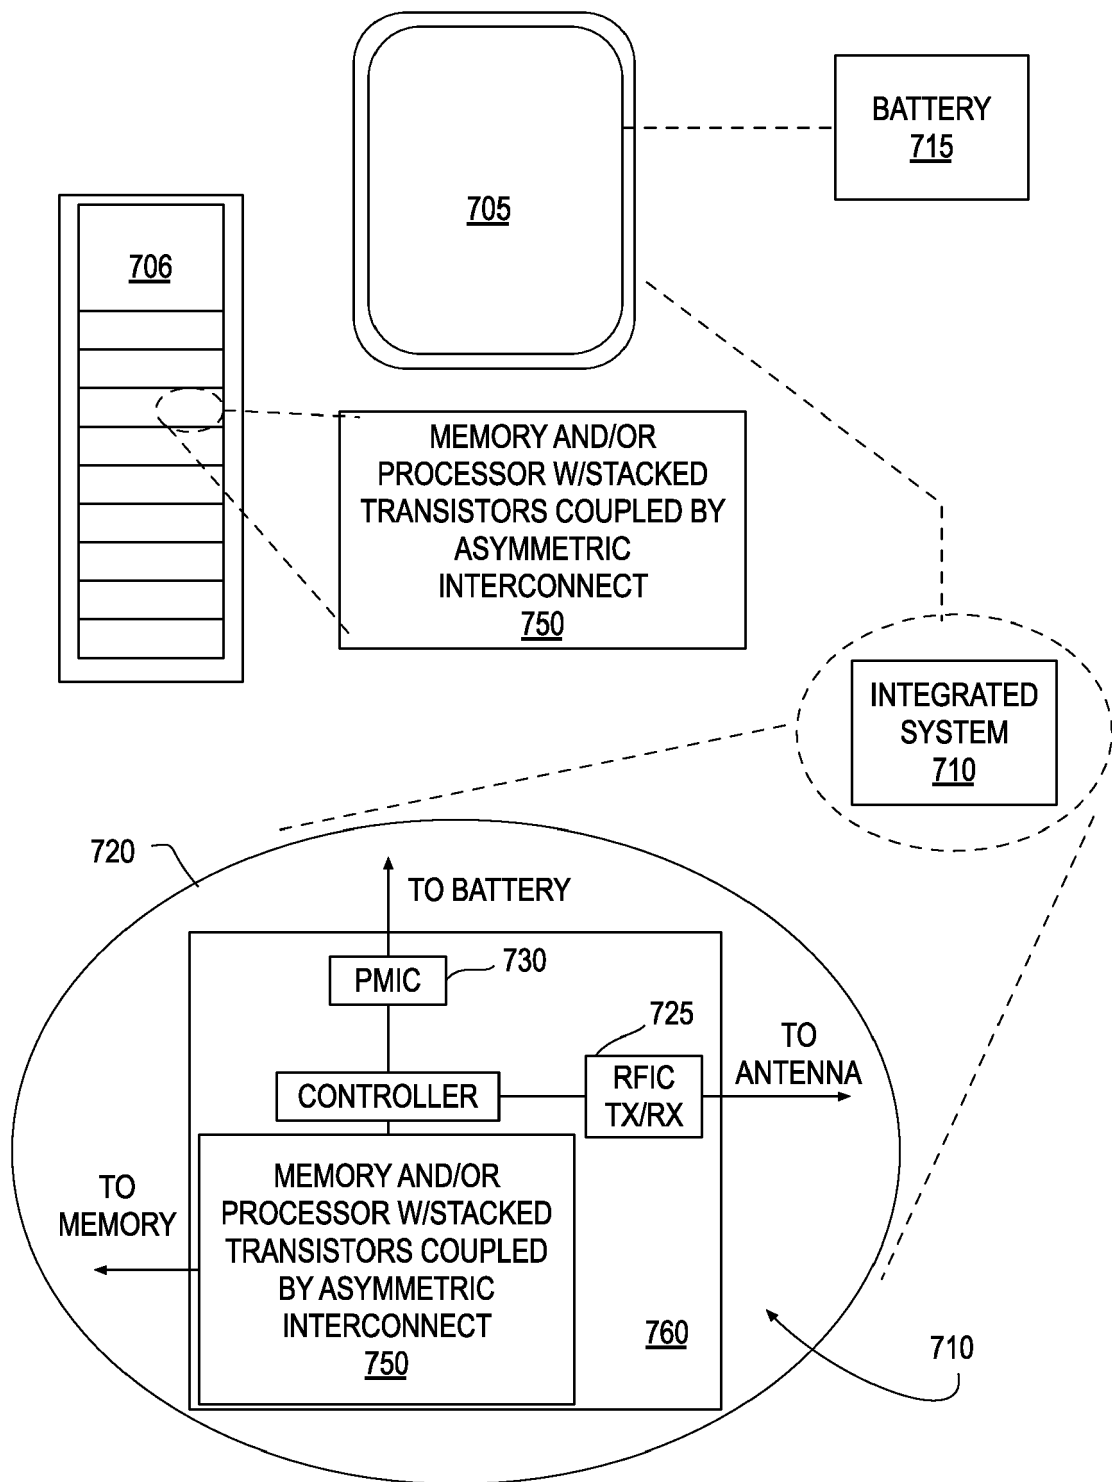 BATTERY
715
705
706
MEMORY AND/OR
PROCESSOR W/STACKED
TRANSISTORS COUPLED BY
ASYMMETRIC
INTERCONNECT
750
INTEGRATED
SYSTEM
710
720
TO BATTERY
PMIC
730
725
TO
ANTENNA
RFIC
TX/RX
CONTROLLER
TO
MEMORY
MEMORY AND/OR
PROCESSOR W/STACKED
TRANSISTORS COUPLED
BY ASYMMETRIC
INTERCONNECT
750
760
710